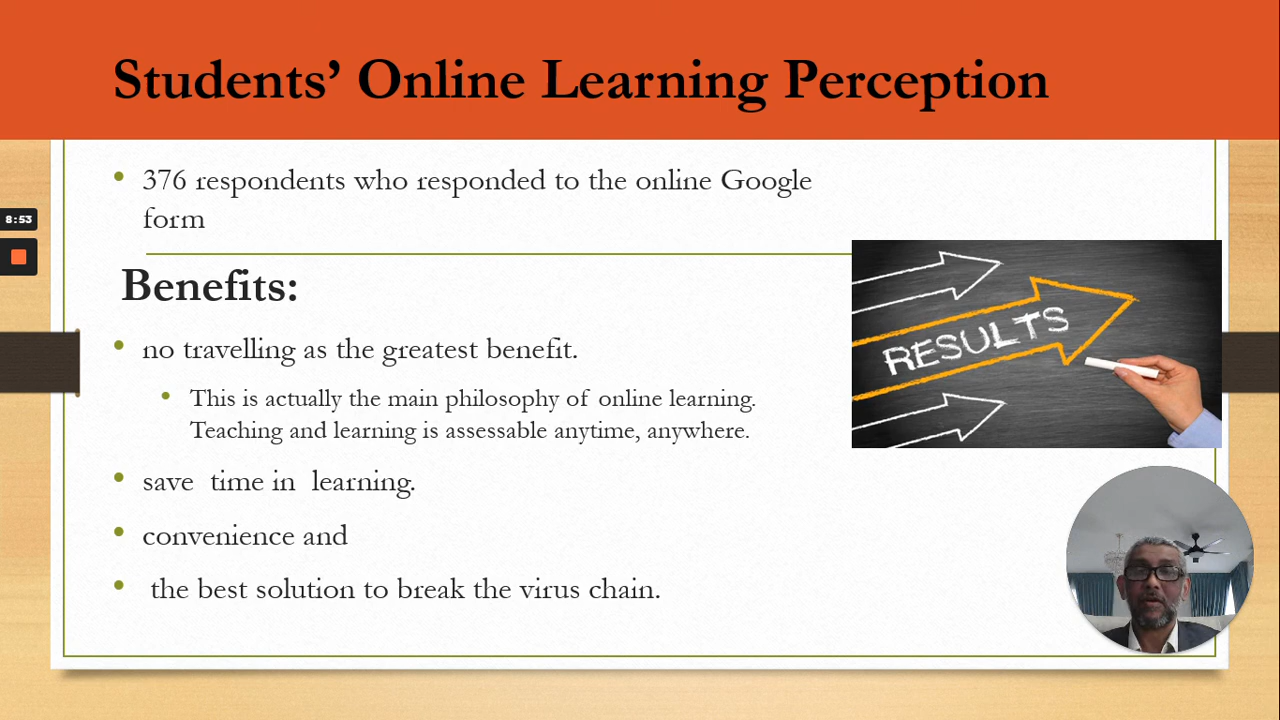 Students’ Online Learning Perception
• 376 respondents who responded to the online Google
form
8:53
Benefits:
• no travelling as the greatest benefit.
• This is actually the main philosophy of online learning.
Teaching and learning is assessable anytime, anywhere.
• save time in learning.
• convenience and
• the best solution to break the virus chain.
RESULTS